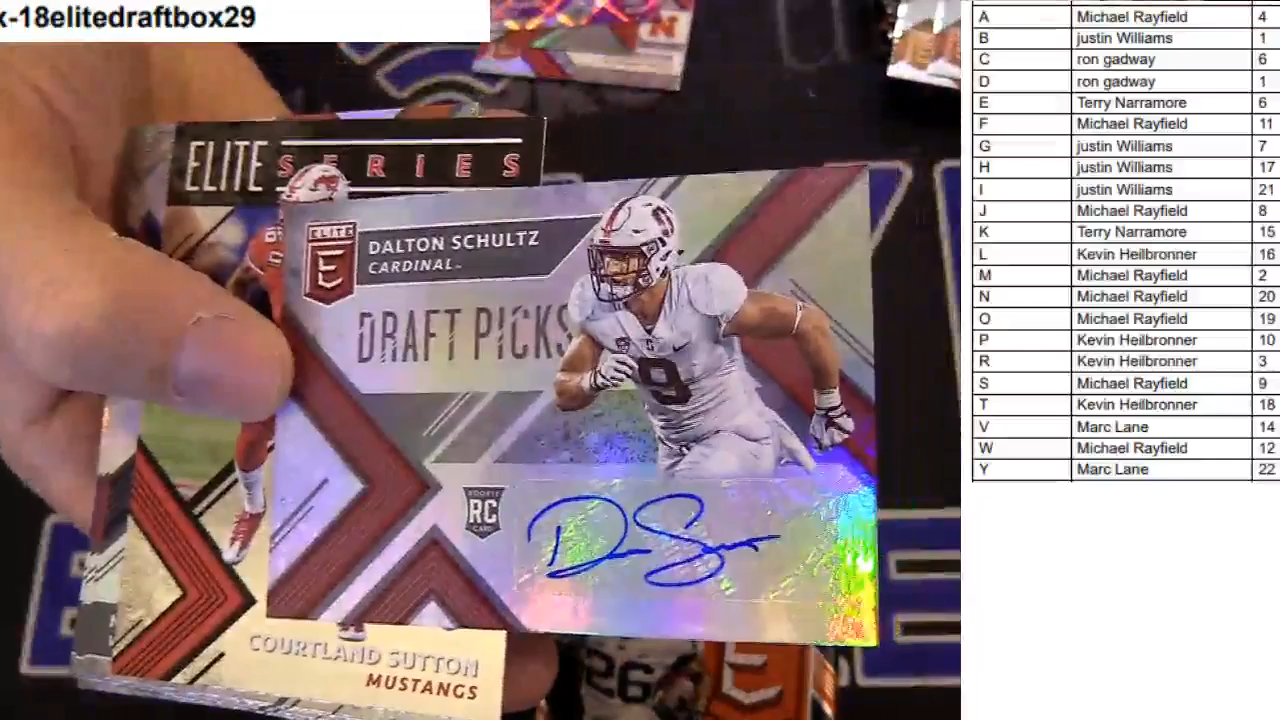 x-18elitedraftbox29
N
ELITE SERIES
ELITE
E
DALTON SCHULTZ
CARDINAL
DRAFT PICKS
S
9
ROOKIE
RC
CARD
COURTLAND SUTTON
MUSTANGS
26
E
A Michael Rayfield 4
B justin Williams 1
C ron gadway 6
D ron gadway 1
E Terry Narramore 6
F Michael Rayfield 11
G justin Williams 7
H justin Williams 17
I justin Williams 21
J Michael Rayfield 8
K Terry Narramore 15
L Kevin Heilbronner 16
M Michael Rayfield 2
N Michael Rayfield 20
O Michael Rayfield 19
P Kevin Heilbronner 10
R Kevin Heilbronner 3
S Michael Rayfield 9
T Kevin Heilbronner 18
V Marc Lane 14
W Michael Rayfield 12
Y Marc Lane 22